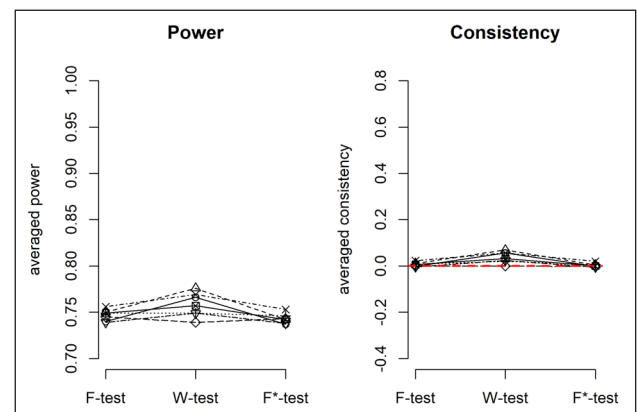 Power
Consistency
averaged power
1.00
0.95
0.90
0.85
0.80
0.75
0.70
F-test
W-test
F*-test
averaged consistency
0.8
0.6
0.4
0.2
0.0
-0.2
-0.4
F-test
W-test
F*-test